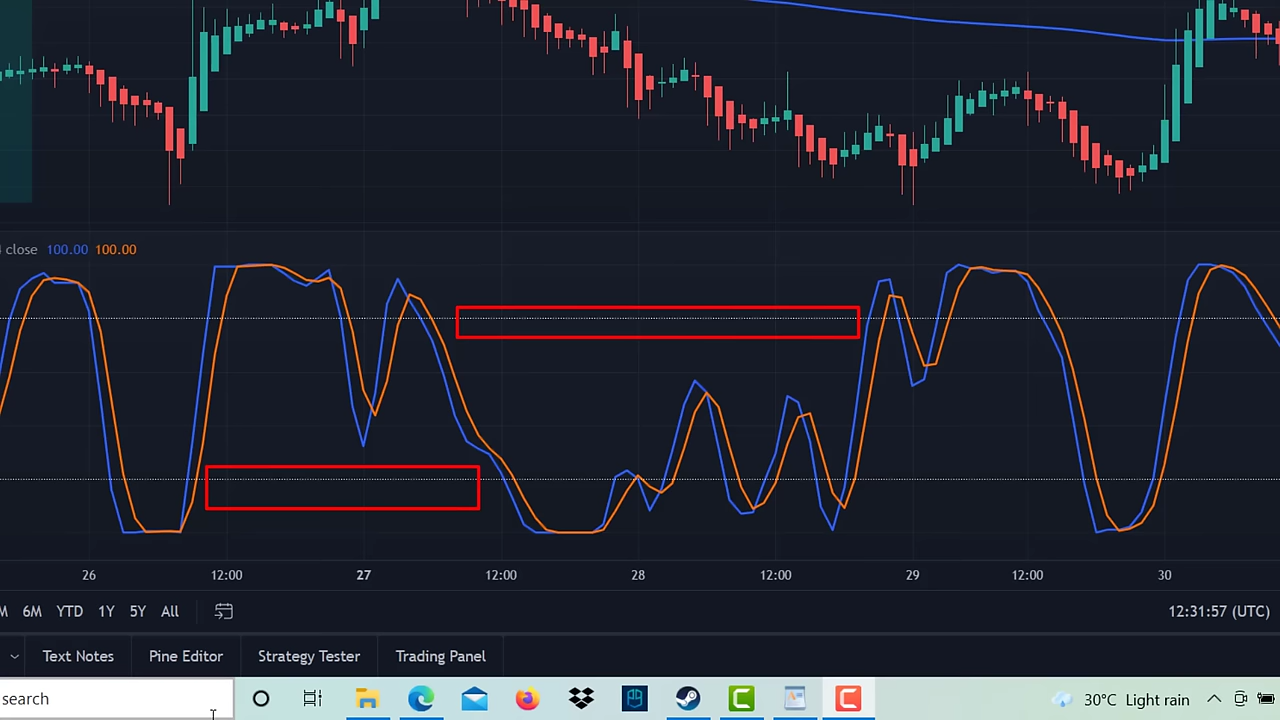 close 100.00 100.00
26 12:00 27 12:00 28 12:00 29 12:00 30
M 6M YTD 1Y 5Y All
12:31:57 (UTC)
Text Notes Pine Editor Strategy Tester Trading Panel
search
30°C Light rain